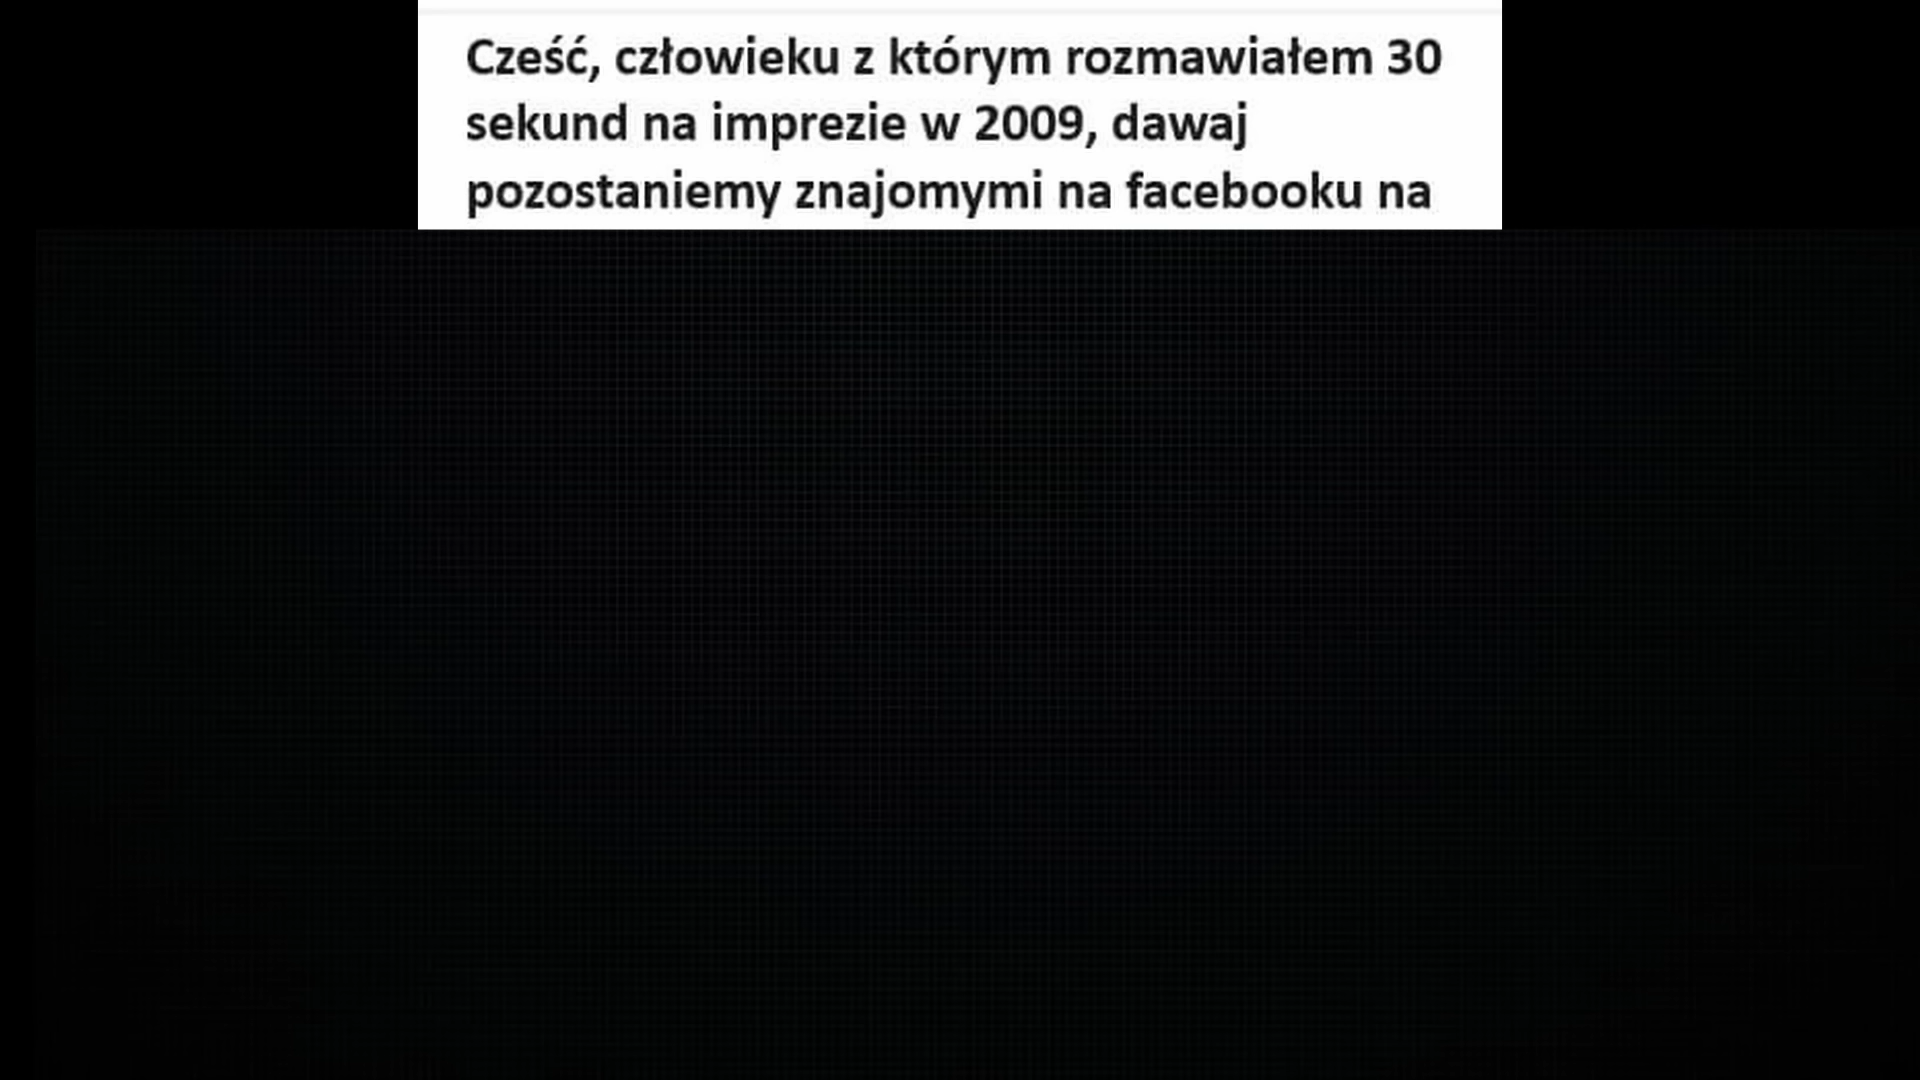 Cześć, człowieku z którym rozmawiałem 30
sekund na imprezie w 2009, dawaj
pozostaniemy znajomymi na facebooku na